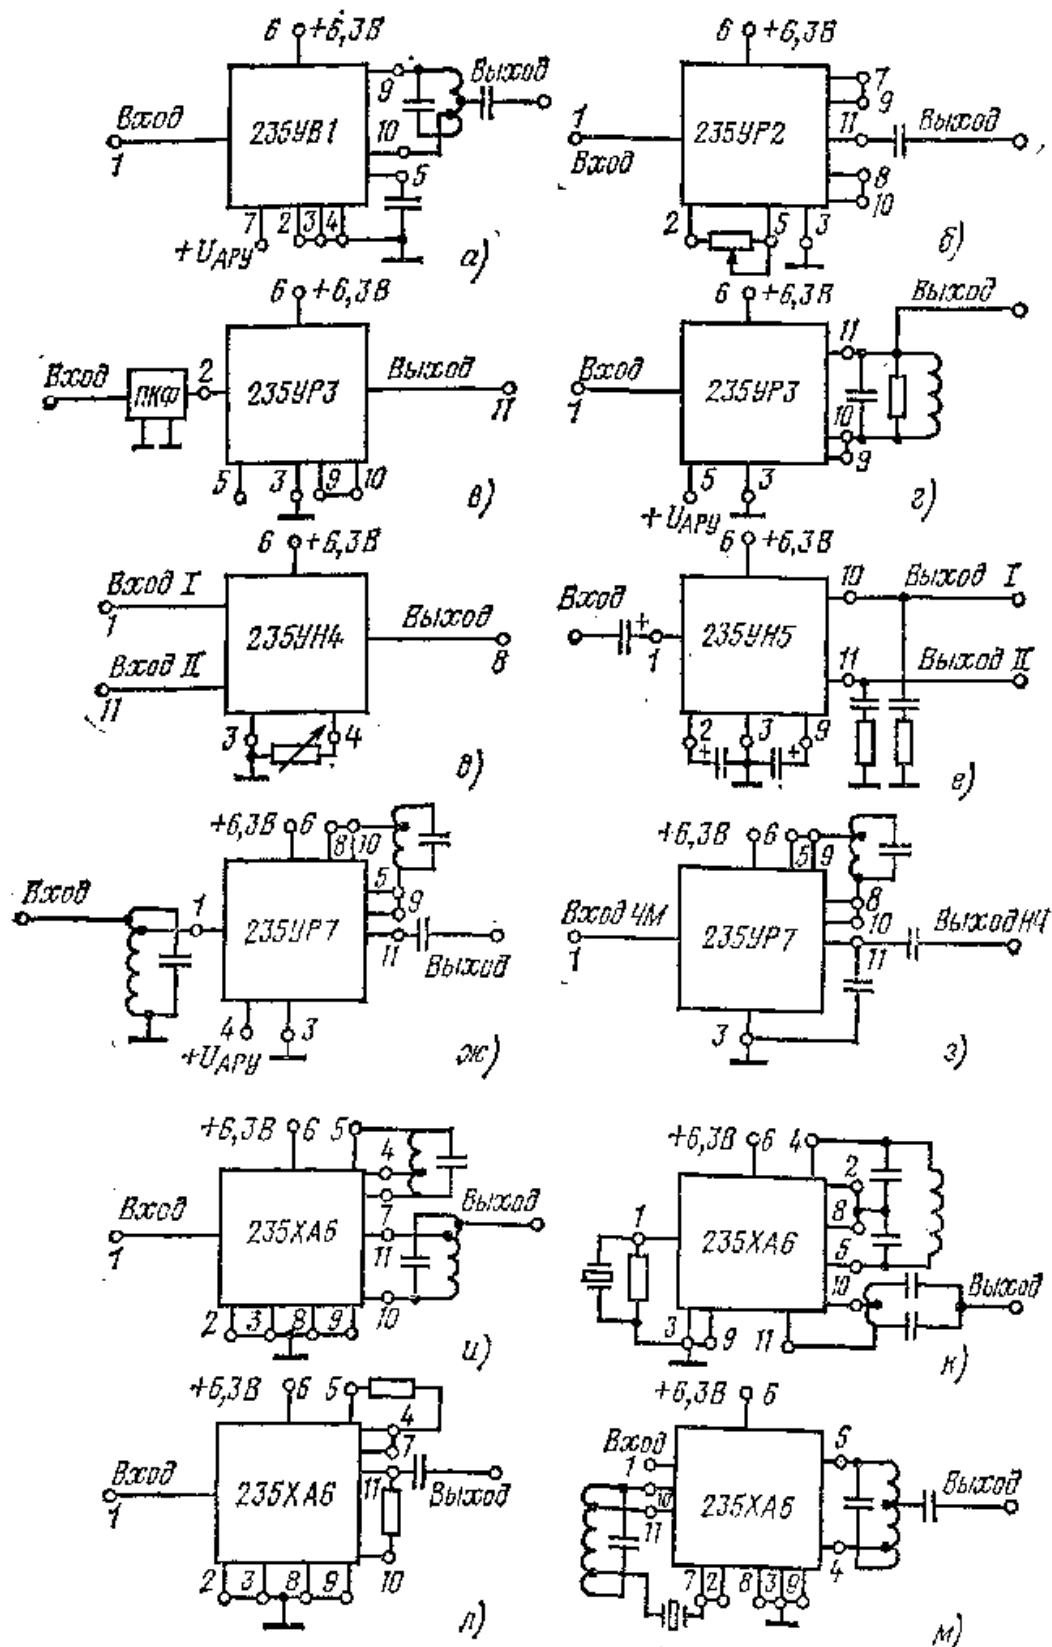 6 +6,3В
9
Выход
Вход
1
235УВ1
10
5
7
2
3
4
+UАРУ
а)
6 +6,3В
7
9
1
Вход
235УР2
11
Выход
8
10
2
5
3
б)
6 +6,3В
Вход
ПКФ
2
235УР3
Выход
11
5
3
9
10
в)
6 +6,3В
Выход
11
Вход
1
235УР3
10
9
5
3
+UАРУ
г)
6 +6,3В
Вход I
1
235УН4
Выход
8
Вход II
11
3
4
6 +6,3В
10
Выход I
Вход
+
1
235УН5
11
Выход II
2
3
9
+
+
е)
+6,3В 6
8
10
Вход
1
235УР7
5
9
11
Выход
4
3
+UАРУ
ж)
+6,3В 6
5
9
Вход ЧМ
1
235УР7
8
10
11
Выход НЧ
3
з)
+6,3В 6
5
4
Вход
1
235ХА6
7
11
Выход
10
2
3
8
9
и)
+6,3В 6
4
2
1
235ХА6
8
5
10
Выход
3
9
11
к)
+6,3В 6
5
4
7
Вход
1
235ХА6
11
Выход
10
2
3
8
9
л)
+6,3В 6
Вход
1
10
11
235ХА6
5
Выход
4
7
2
8
3
9
м)